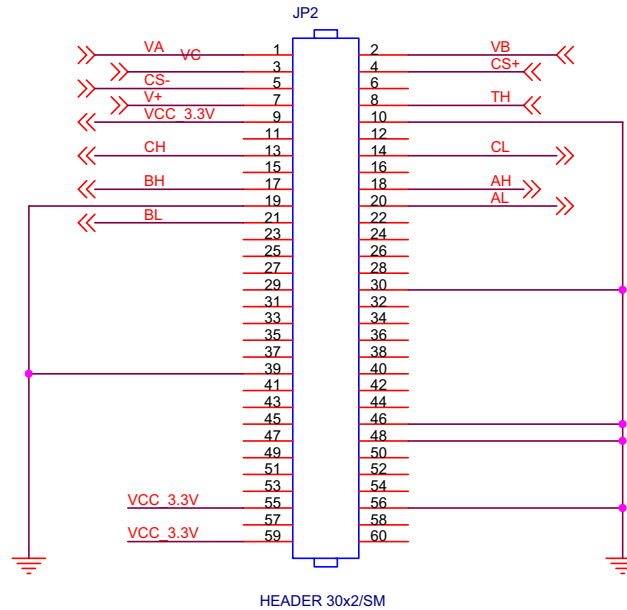 JP2
VA 1 2 VB
VC 3 4 CS+
CS- 5 6
V+ 7 8 TH
VCC_3.3V 9 10
11 12
CH 13 14 CL
15 16
BH 17 18 AH
19 20 AL
BL 21 22
23 24
25 26
27 28
29 30
31 32
33 34
35 36
37 38
39 40
41 42
43 44
45 46
47 48
49 50
51 52
53 54
VCC_3.3V 55 56
57 58
VCC_3.3V 59 60
HEADER 30x2/SM